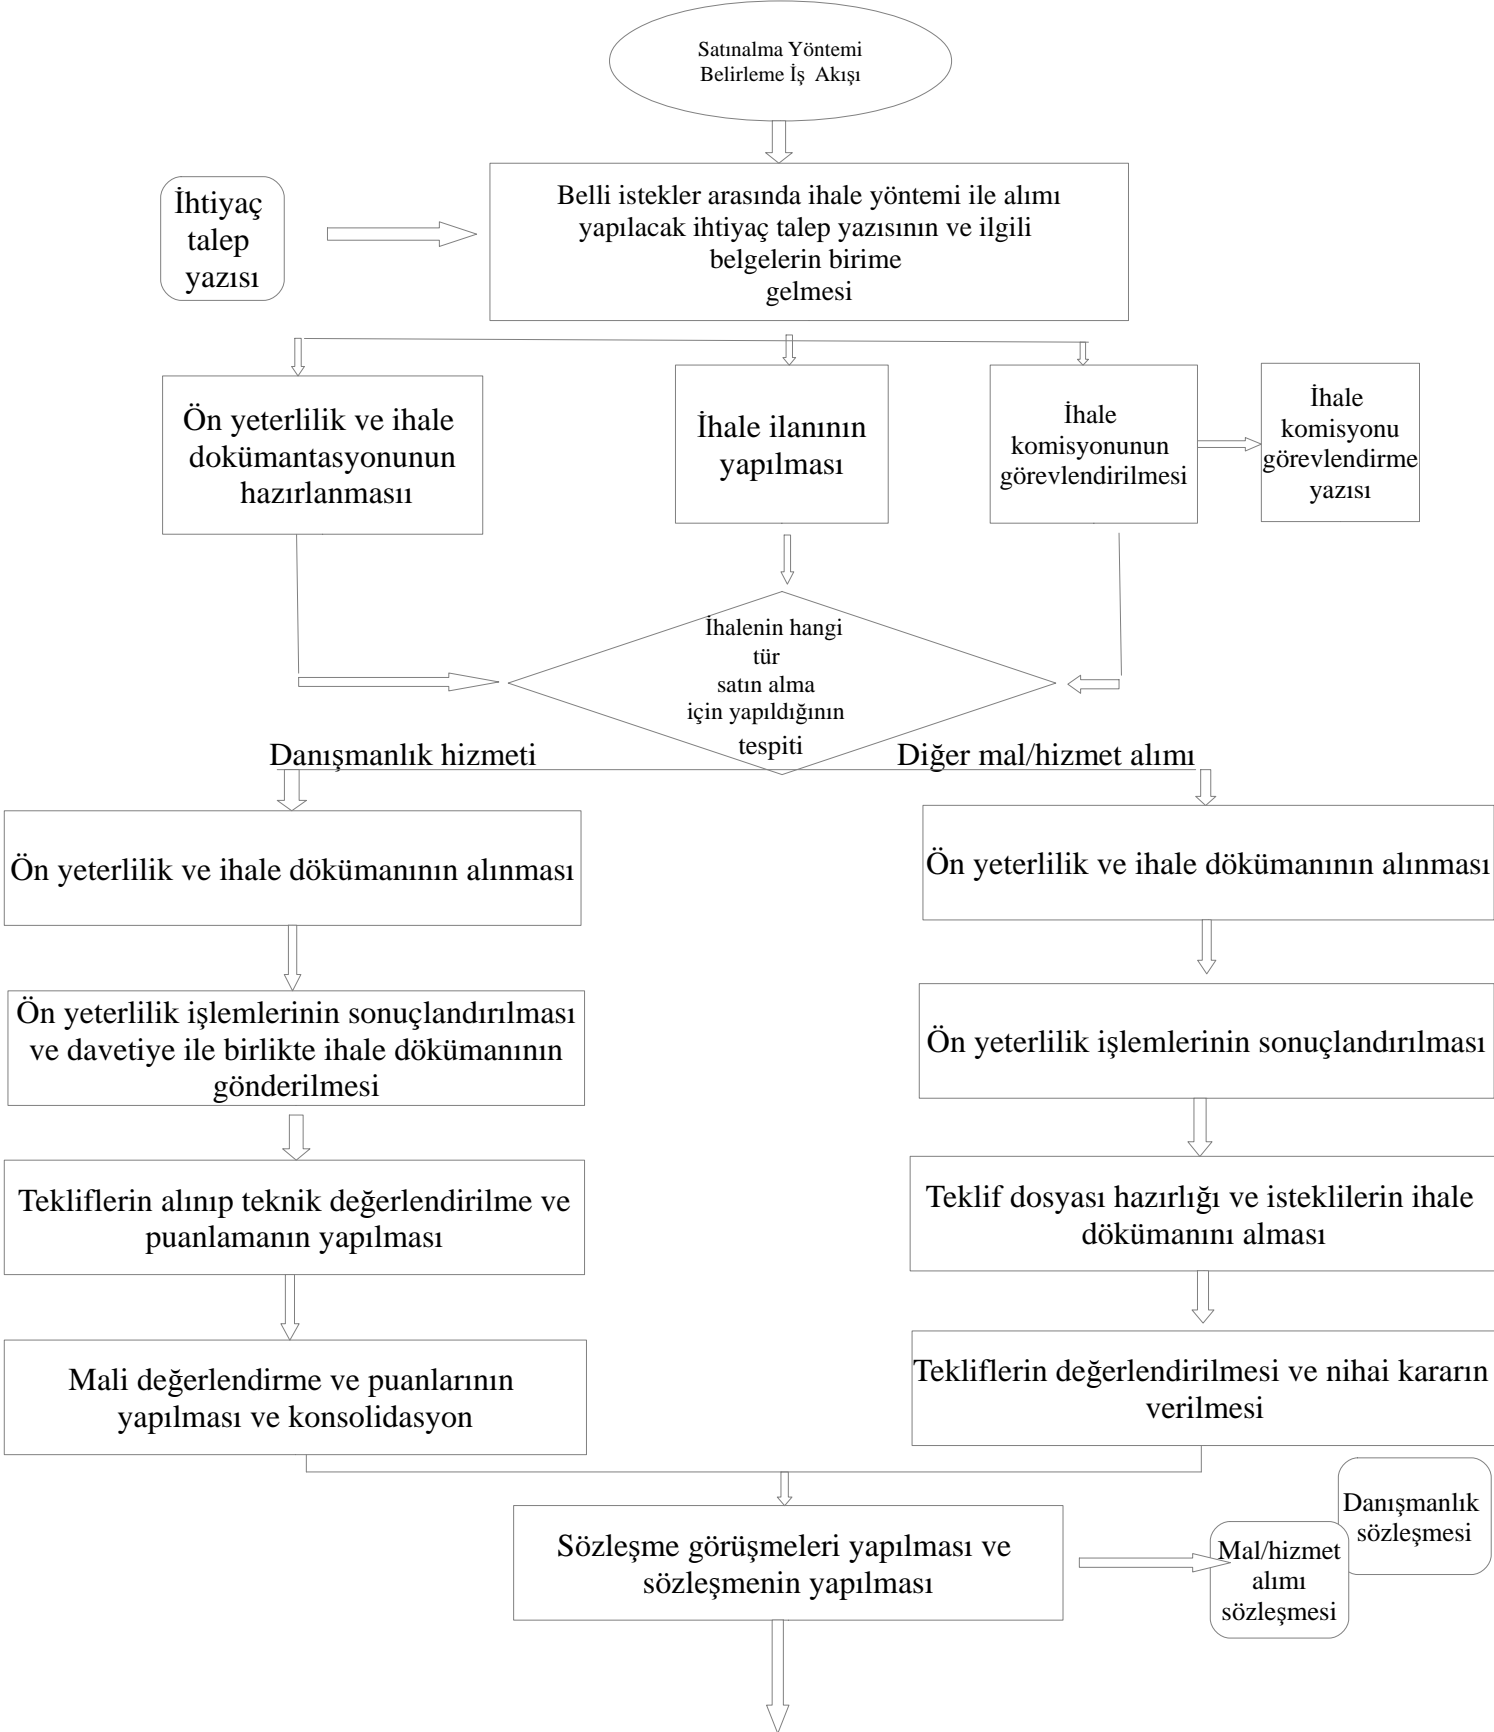 Satınalma Yöntemi
Belirleme İş Akışı
İhtiyaç
talep
yazısı
Belli istekler arasında ihale yöntemi ile alımı
yapılacak ihtiyaç talep yazısının ve ilgili
belgelerin birime
gelmesi
Ön yeterlilik ve ihale
dokümantasyonunun
hazırlanmasıı
İhale ilanının
yapılması
İhale
komisyonunun
görevlendirilmesi
İhale
komisyonu
görevlendirme
yazısı
İhalenin hangi
tür
satın alma
için yapıldığının
tespiti
Danışmanlık hizmeti
Diğer mal/hizmet alımı
Ön yeterlilik ve ihale dökümanının alınması
Ön yeterlilik ve ihale dökümanının alınması
Ön yeterlilik işlemlerinin sonuçlandırılması
ve davetiye ile birlikte ihale dökümanının
gönderilmesi
Ön yeterlilik işlemlerinin sonuçlandırılması
Tekliflerin alınıp teknik değerlendirilme ve
puanlamanın yapılması
Teklif dosyası hazırlığı ve isteklilerin ihale
dökümanını alması
Mali değerlendirme ve puanlarının
yapılması ve konsolidasyon
Tekliflerin değerlendirilmesi ve nihai kararın
verilmesi
Sözleşme görüşmeleri yapılması ve
sözleşmenin yapılması
Danışmanlık
sözleşmesi
Mal/hizmet
alımı
sözleşmesi